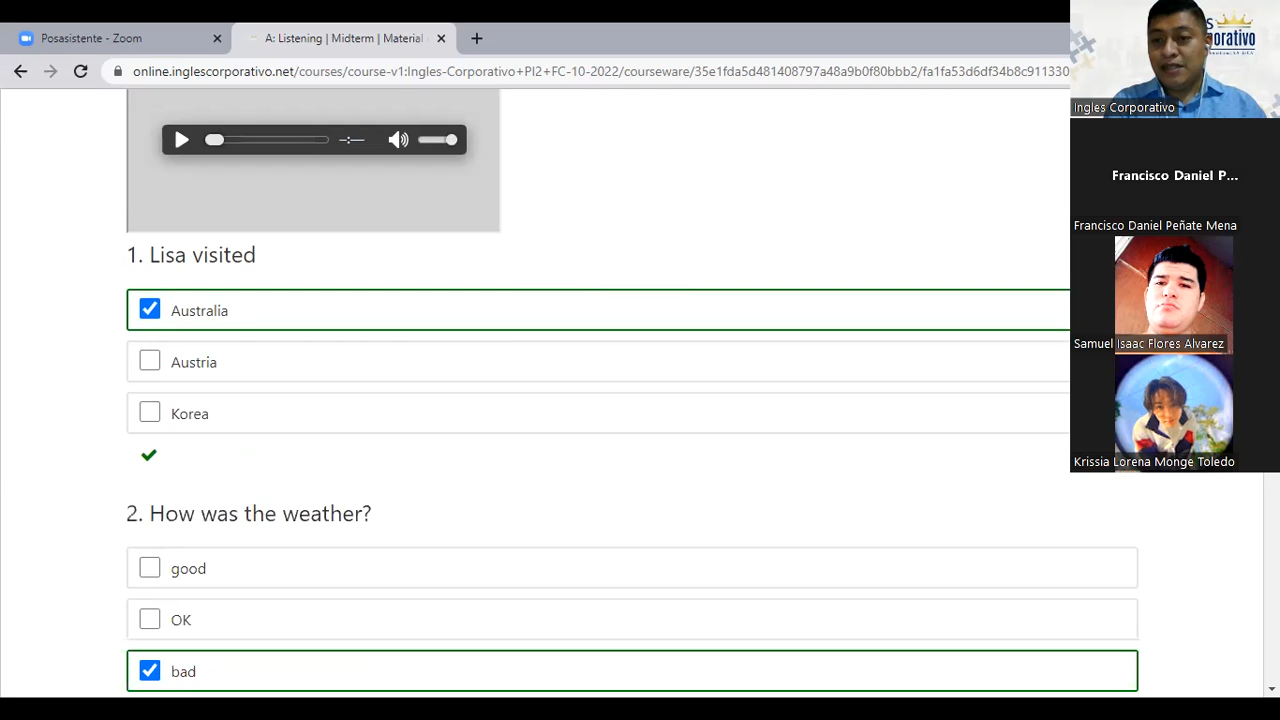 Posasistente - Zoom
A: Listening | Midterm | Material
online.inglescorporativo.net/courses/course-v1:Ingles-Corporativo+PI2+FC-10-2022/courseware/35e1fda5d481408797a48a9b0f80bbb2/fa1fa53d6df34b8c911330
1. Lisa visited
Australia
Austria
Korea
2. How was the weather?
good
OK
bad
Ingles Corporativo
Francisco Daniel P...
Francisco Daniel Peñate Mena
Samuel Isaac Flores Alvarez
Krissia Lorena Monge Toledo